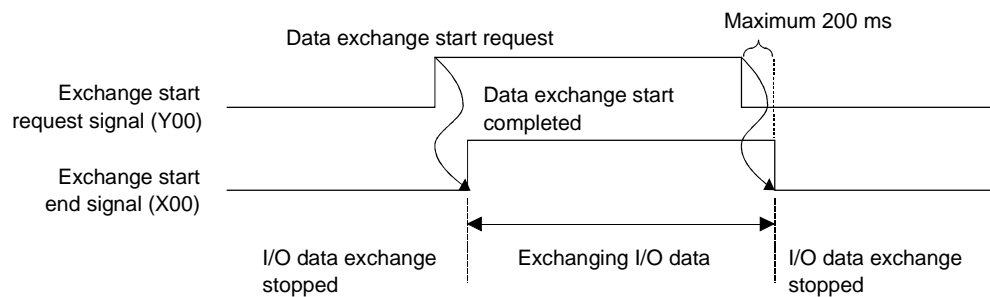 Maximum 200 ms
Data exchange start request
Exchange start
request signal (Y00)
Data exchange start
completed
Exchange start
end signal (X00)
I/O data exchange
stopped
Exchanging I/O data
I/O data exchange
stopped